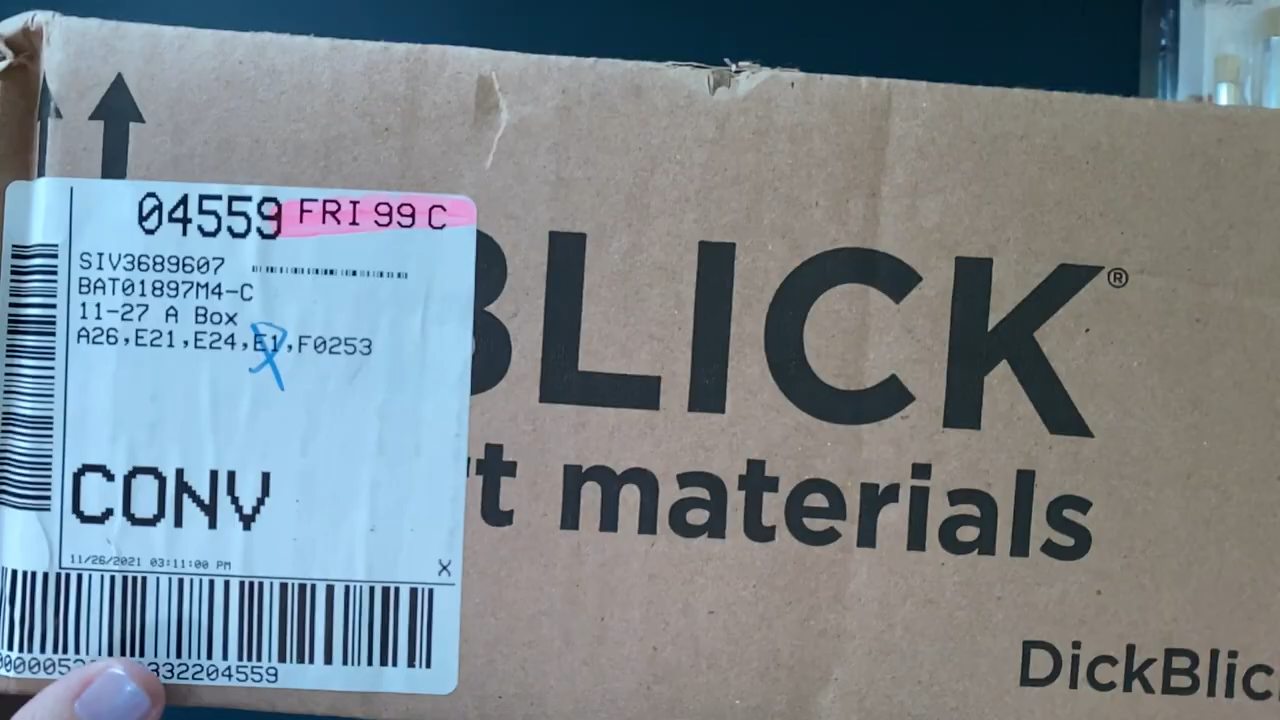 04559 FRI 99 C
SIV3689607
BAT01897M4-C
11-27 A Box
A26,E21,E24,E1,F0253
CONV
11/26/2021 03:11:00 PM X
332204559
BLICK®
t materials
DickBlic